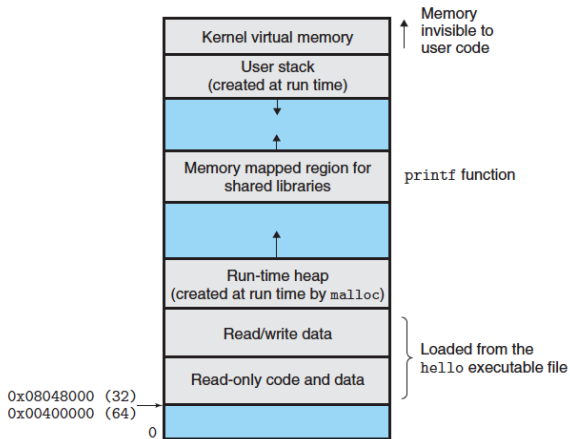 Kernel virtual memory
Memory
invisible to
user code
User stack
(created at run time)
Memory mapped region for
shared libraries
printf function
Run-time heap
(created at run time by malloc)
Read/write data
Loaded from the
hello executable file
Read-only code and data
0x08048000 (32)
0x00400000 (64)
0